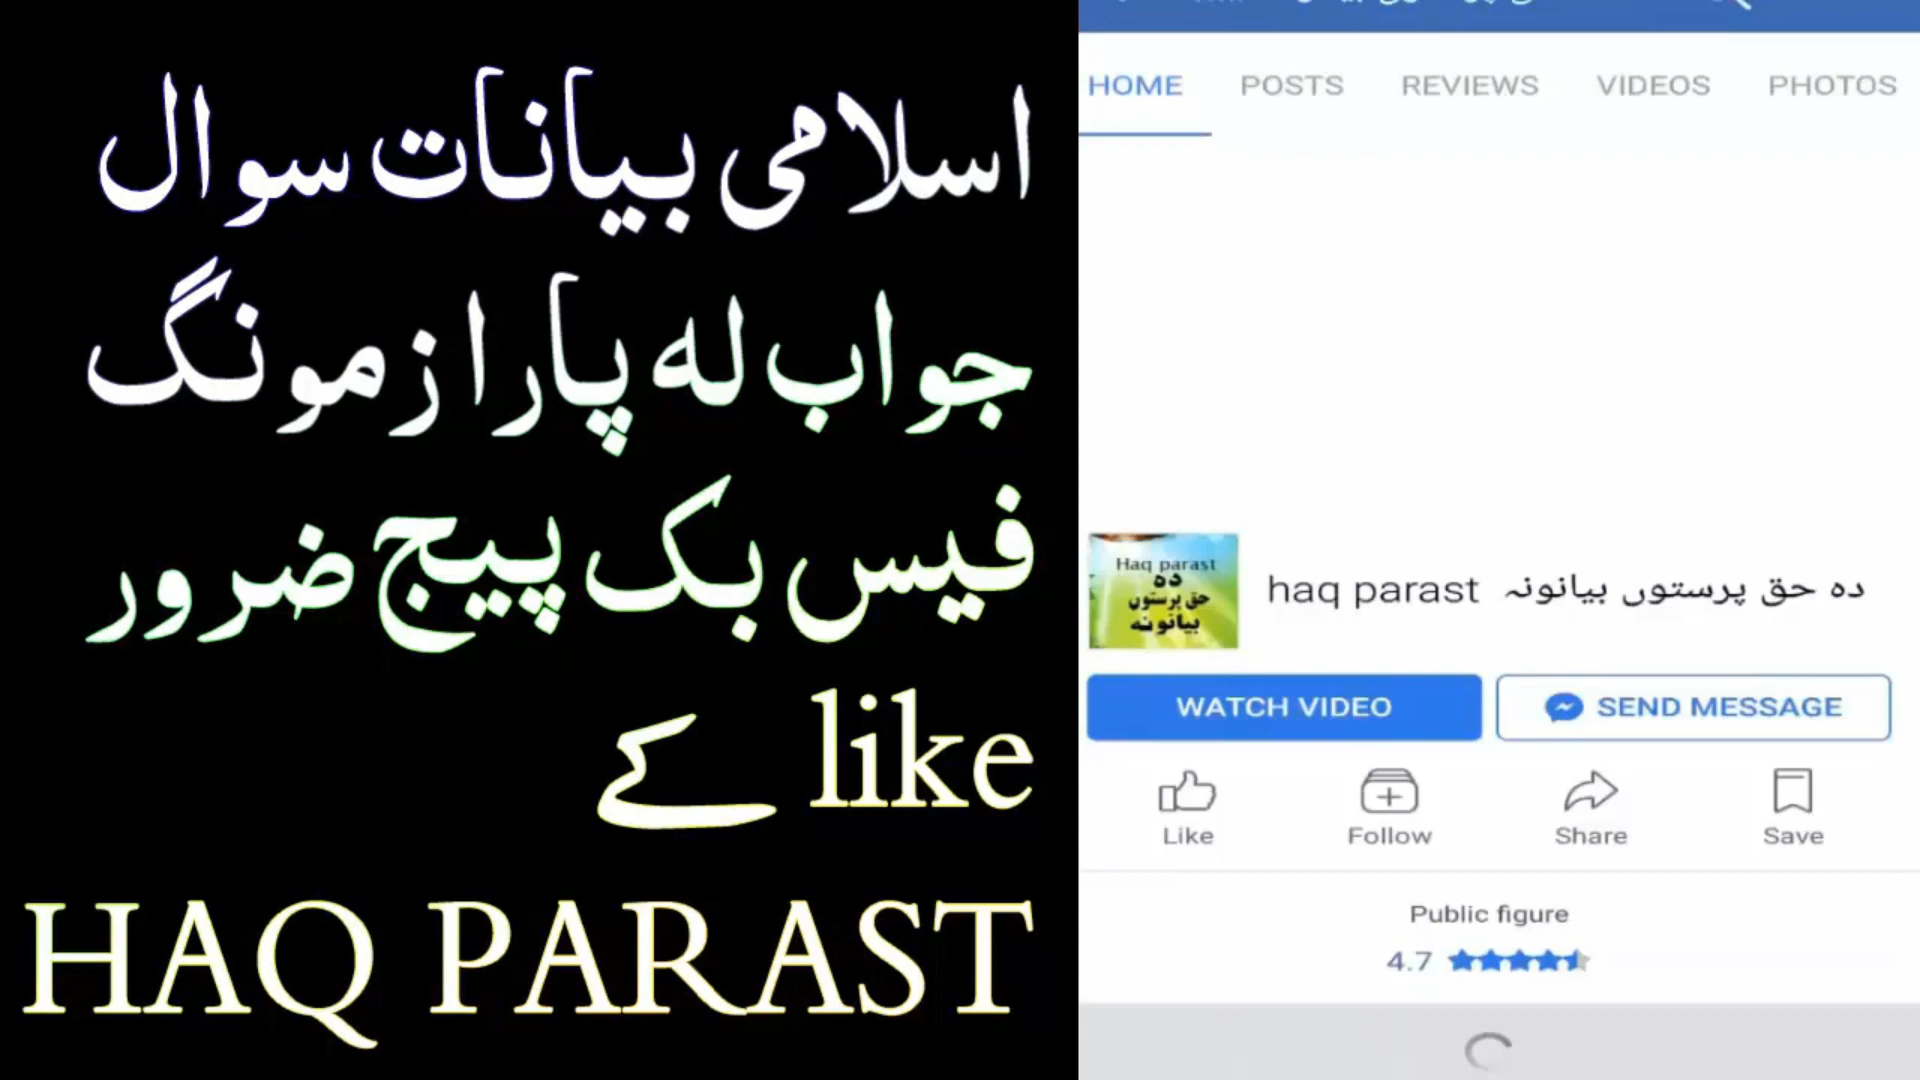 اسلامی بیانات سوال
جواب لہ پارا زمونگ
فیس بک پیج ضرور
like کے
HAQ PARAST
HOME POSTS REVIEWS VIDEOS PHOTOS
Haq parast
دہ
حق پرستوں
بیانونہ
haq parast دہ حق پرستوں بیانونہ
WATCH VIDEO SEND MESSAGE
Like Follow Share Save
Public figure
4.7